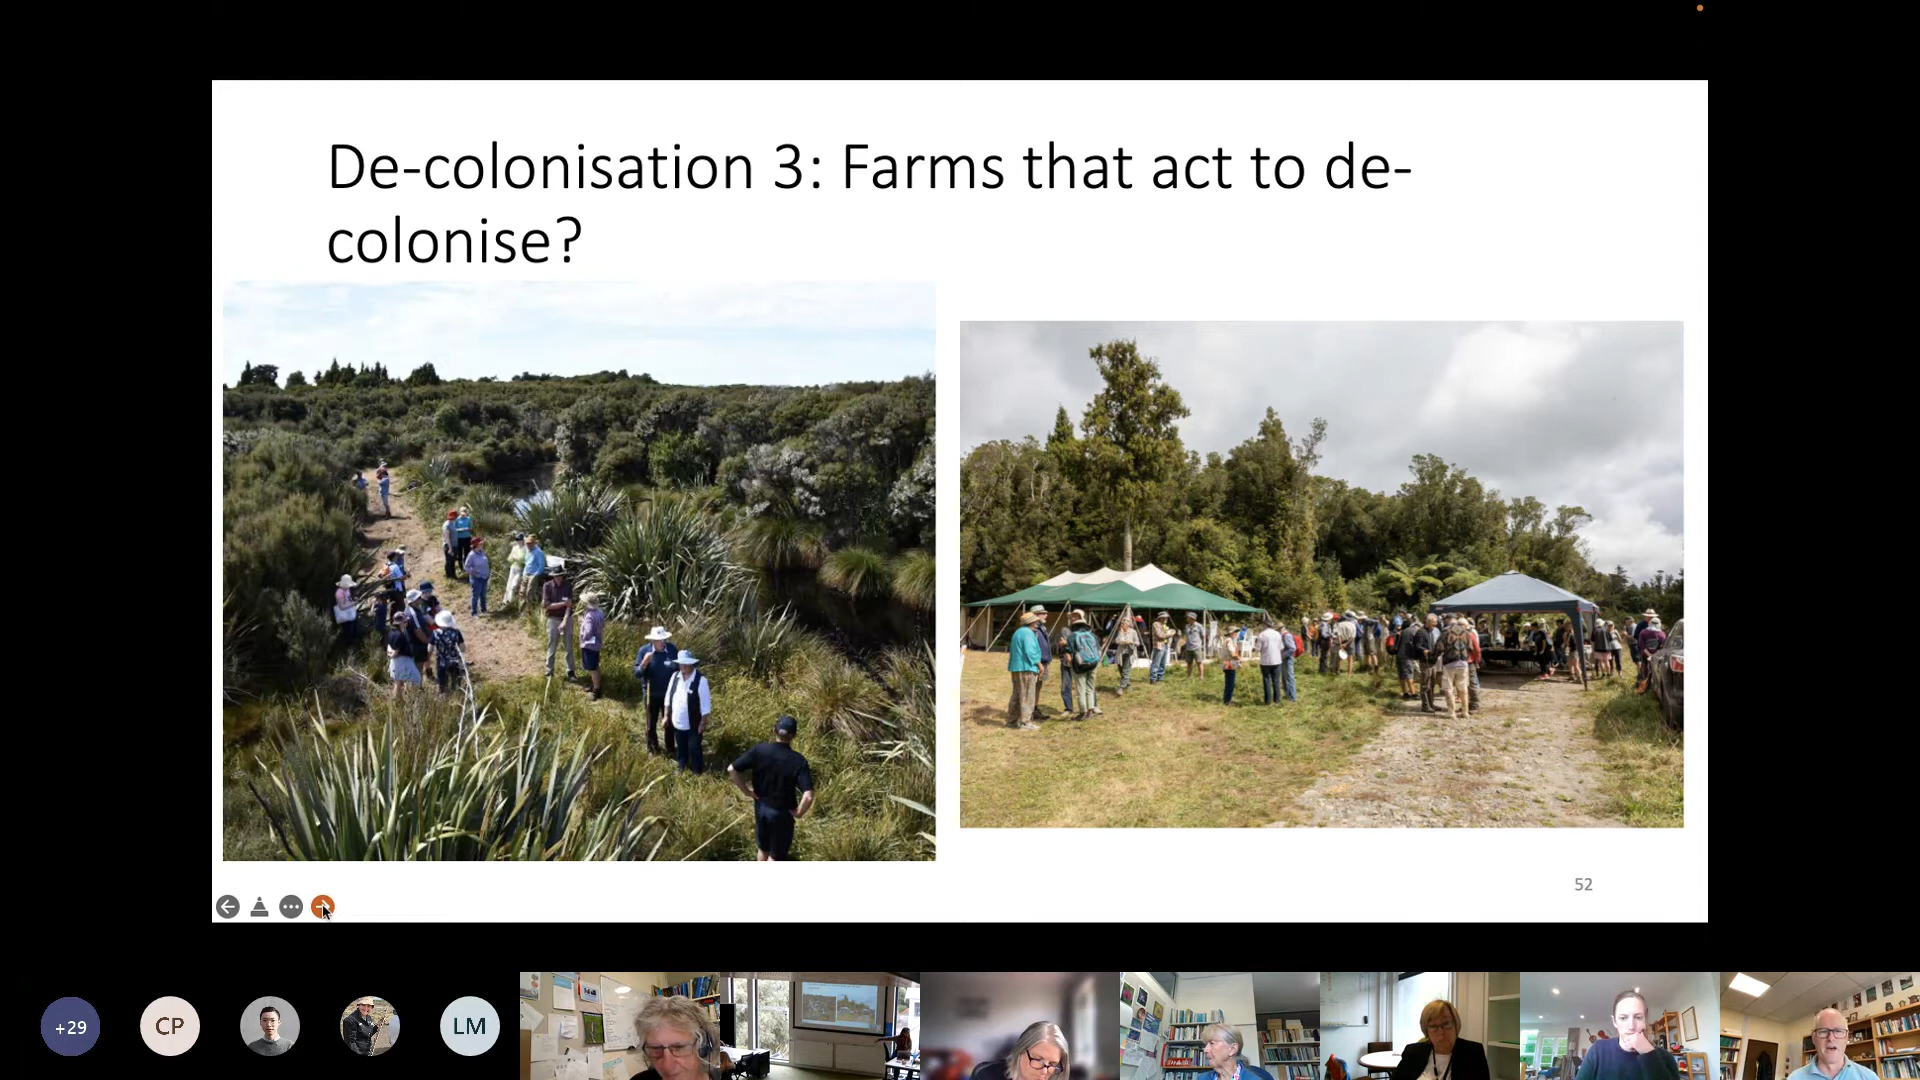 De-colonisation 3: Farms that act to de-
colonise?
52
+29
CP
LM